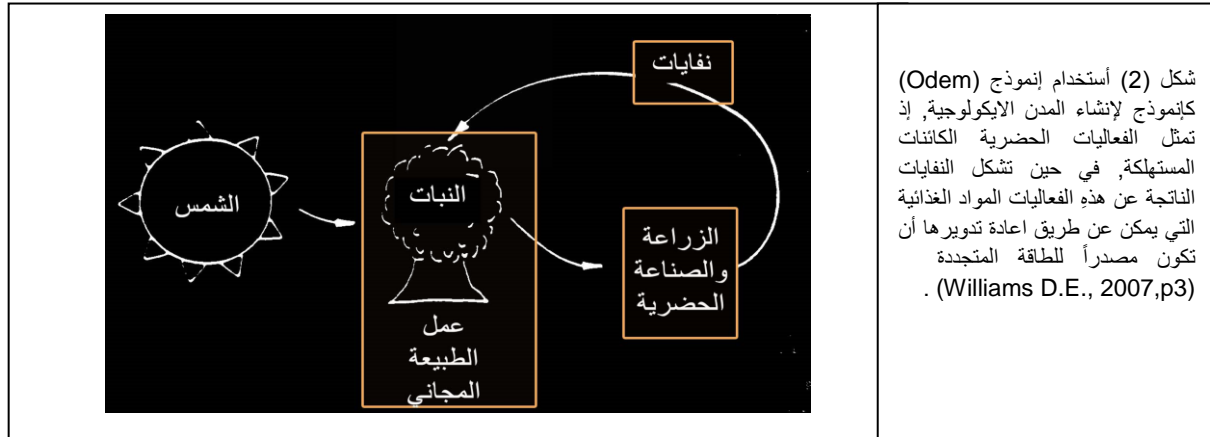 نفايات
الشمس
النبات
الزراعة
والصناعة
الحضرية
عمل
الطبيعة
المجاني
شكل (2) أستخدام إنموذج (Odem)
كإنموذج لإنشاء المدن الايكولوجية, إذ
تمثل الفعاليات الحضرية الكائنات
المستهلكة, في حين تشكل النفايات
الناتجة عن هذهِ الفعاليات المواد الغذائية
التي يمكن عن طريق اعادة تدويرها أن
تكون مصدراً للطاقة المتجددة
(Williams D.E., 2007,p3) .